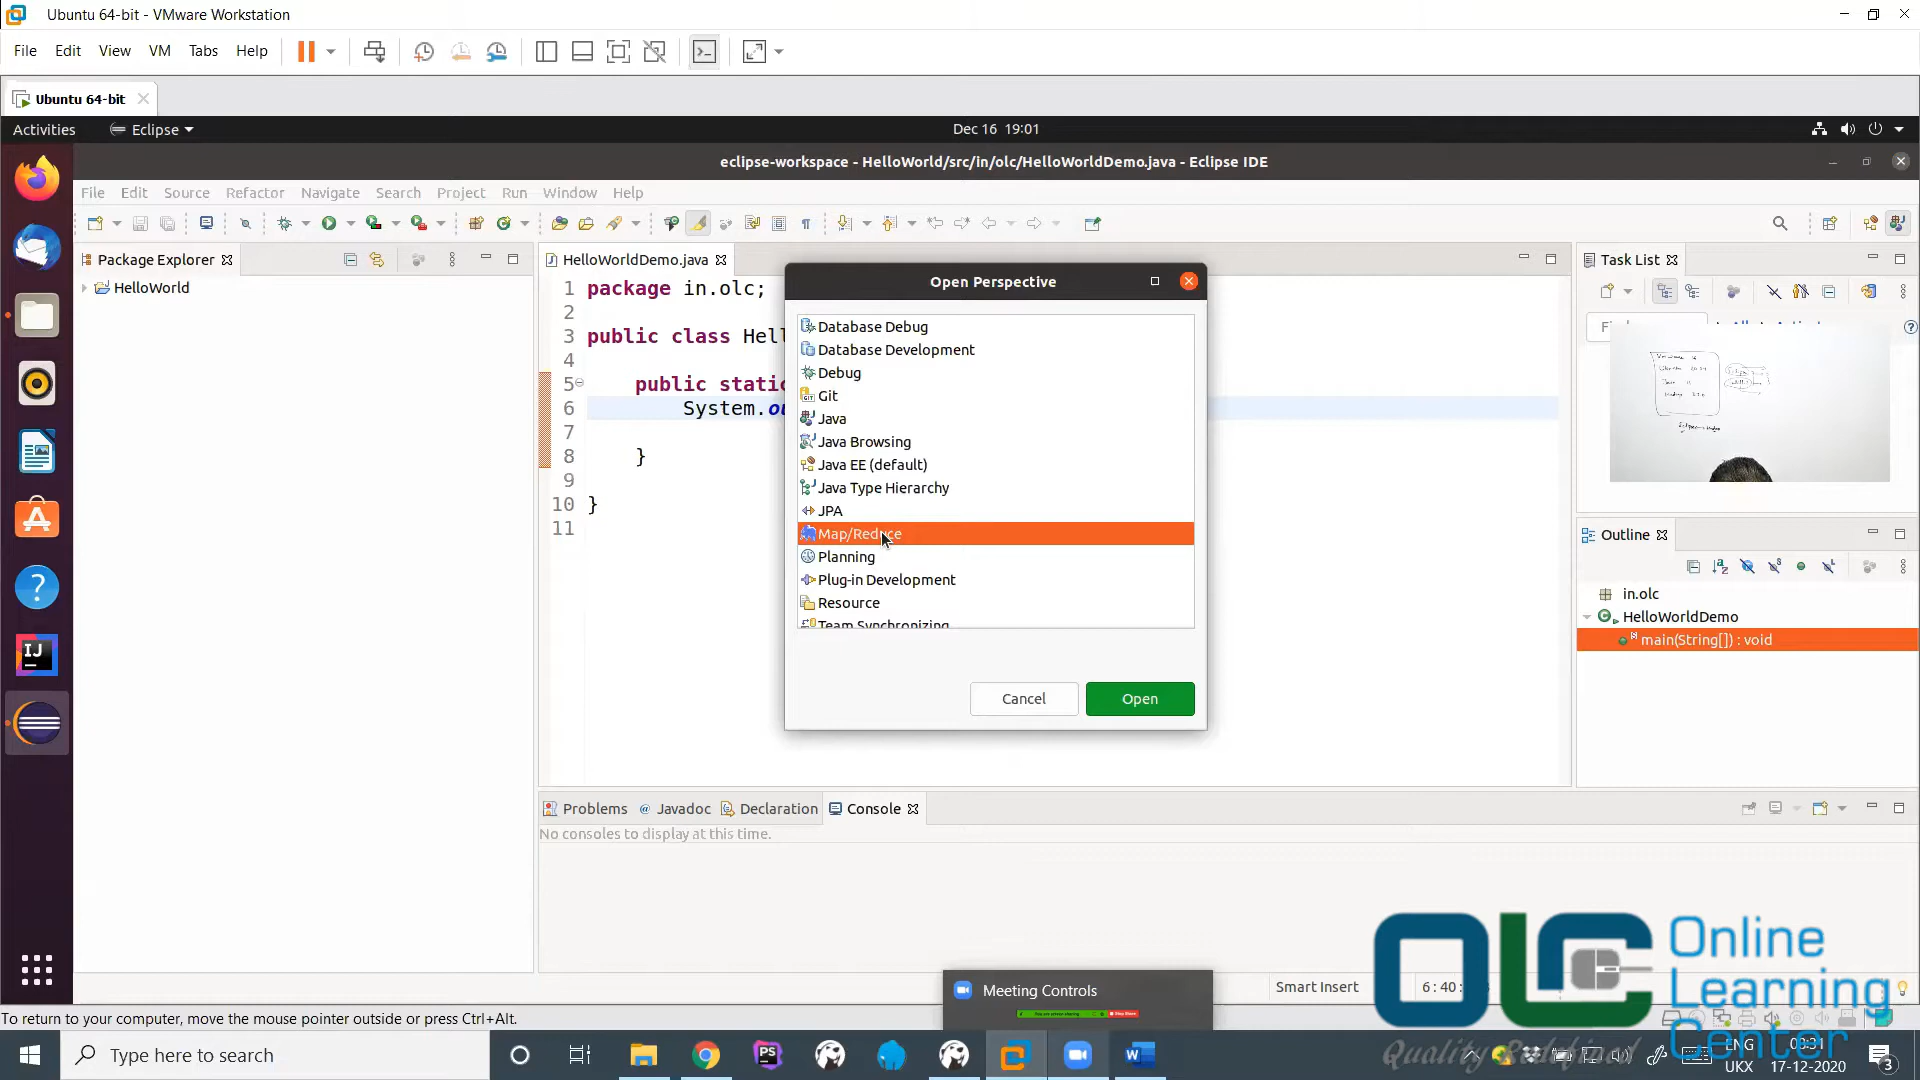 Ubuntu 64-bit - VMware Workstation
File Edit View VM Tabs Help
Ubuntu 64-bit
Activities Eclipse Dec 16 19:01
eclipse-workspace - HelloWorld/src/in/olc/HelloWorldDemo.java - Eclipse IDE
File Edit Source Refactor Navigate Search Project Run Window Help
Package Explorer
HelloWorld
HelloWorldDemo.java
1 package in.olc;
2
3 public class Hel
4
5 public static
6 System.ou
7
8 }
9
10 }
11
Open Perspective
Database Debug
Database Development
Debug
Git
Java
Java Browsing
Java EE (default)
Java Type Hierarchy
JPA
Map/Reduce
Planning
Plug-in Development
Resource
Team Synchronizing
Cancel Open
Task List
Outline
in.olc
HelloWorldDemo
main(String[]) : void
Problems Javadoc Declaration Console
No consoles to display at this time.
Meeting Controls
Smart Insert 6 : 40 :
OLC Online Learning Center
Quality Redefined
To return to your computer, move the mouse pointer outside or press Ctrl+Alt.
Type here to search
ENG
UKX 17-12-2020
3